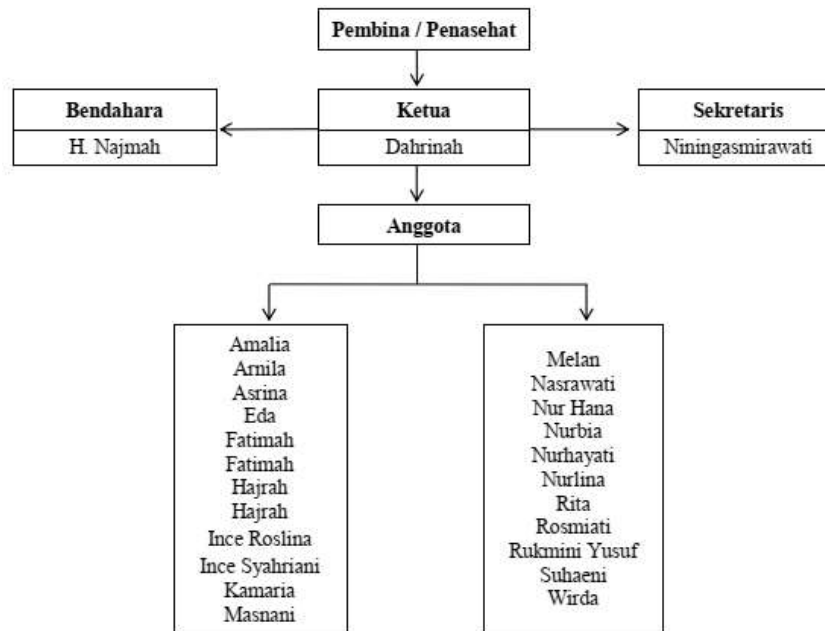 Pembina / Penasehat
Bendahara
H. Najmah
Ketua
Dahrinah
Sekretaris
Niningasmirawati
Anggota
Amalia
Arnila
Asrina
Eda
Fatimah
Fatimah
Hajrah
Hajrah
Ince Roslina
Ince Syahriani
Kamaria
Masnani
Melan
Nasrawati
Nur Hana
Nurbia
Nurhayati
Nurlina
Rita
Rosmiati
Rukmini Yusuf
Suhaeni
Wirda